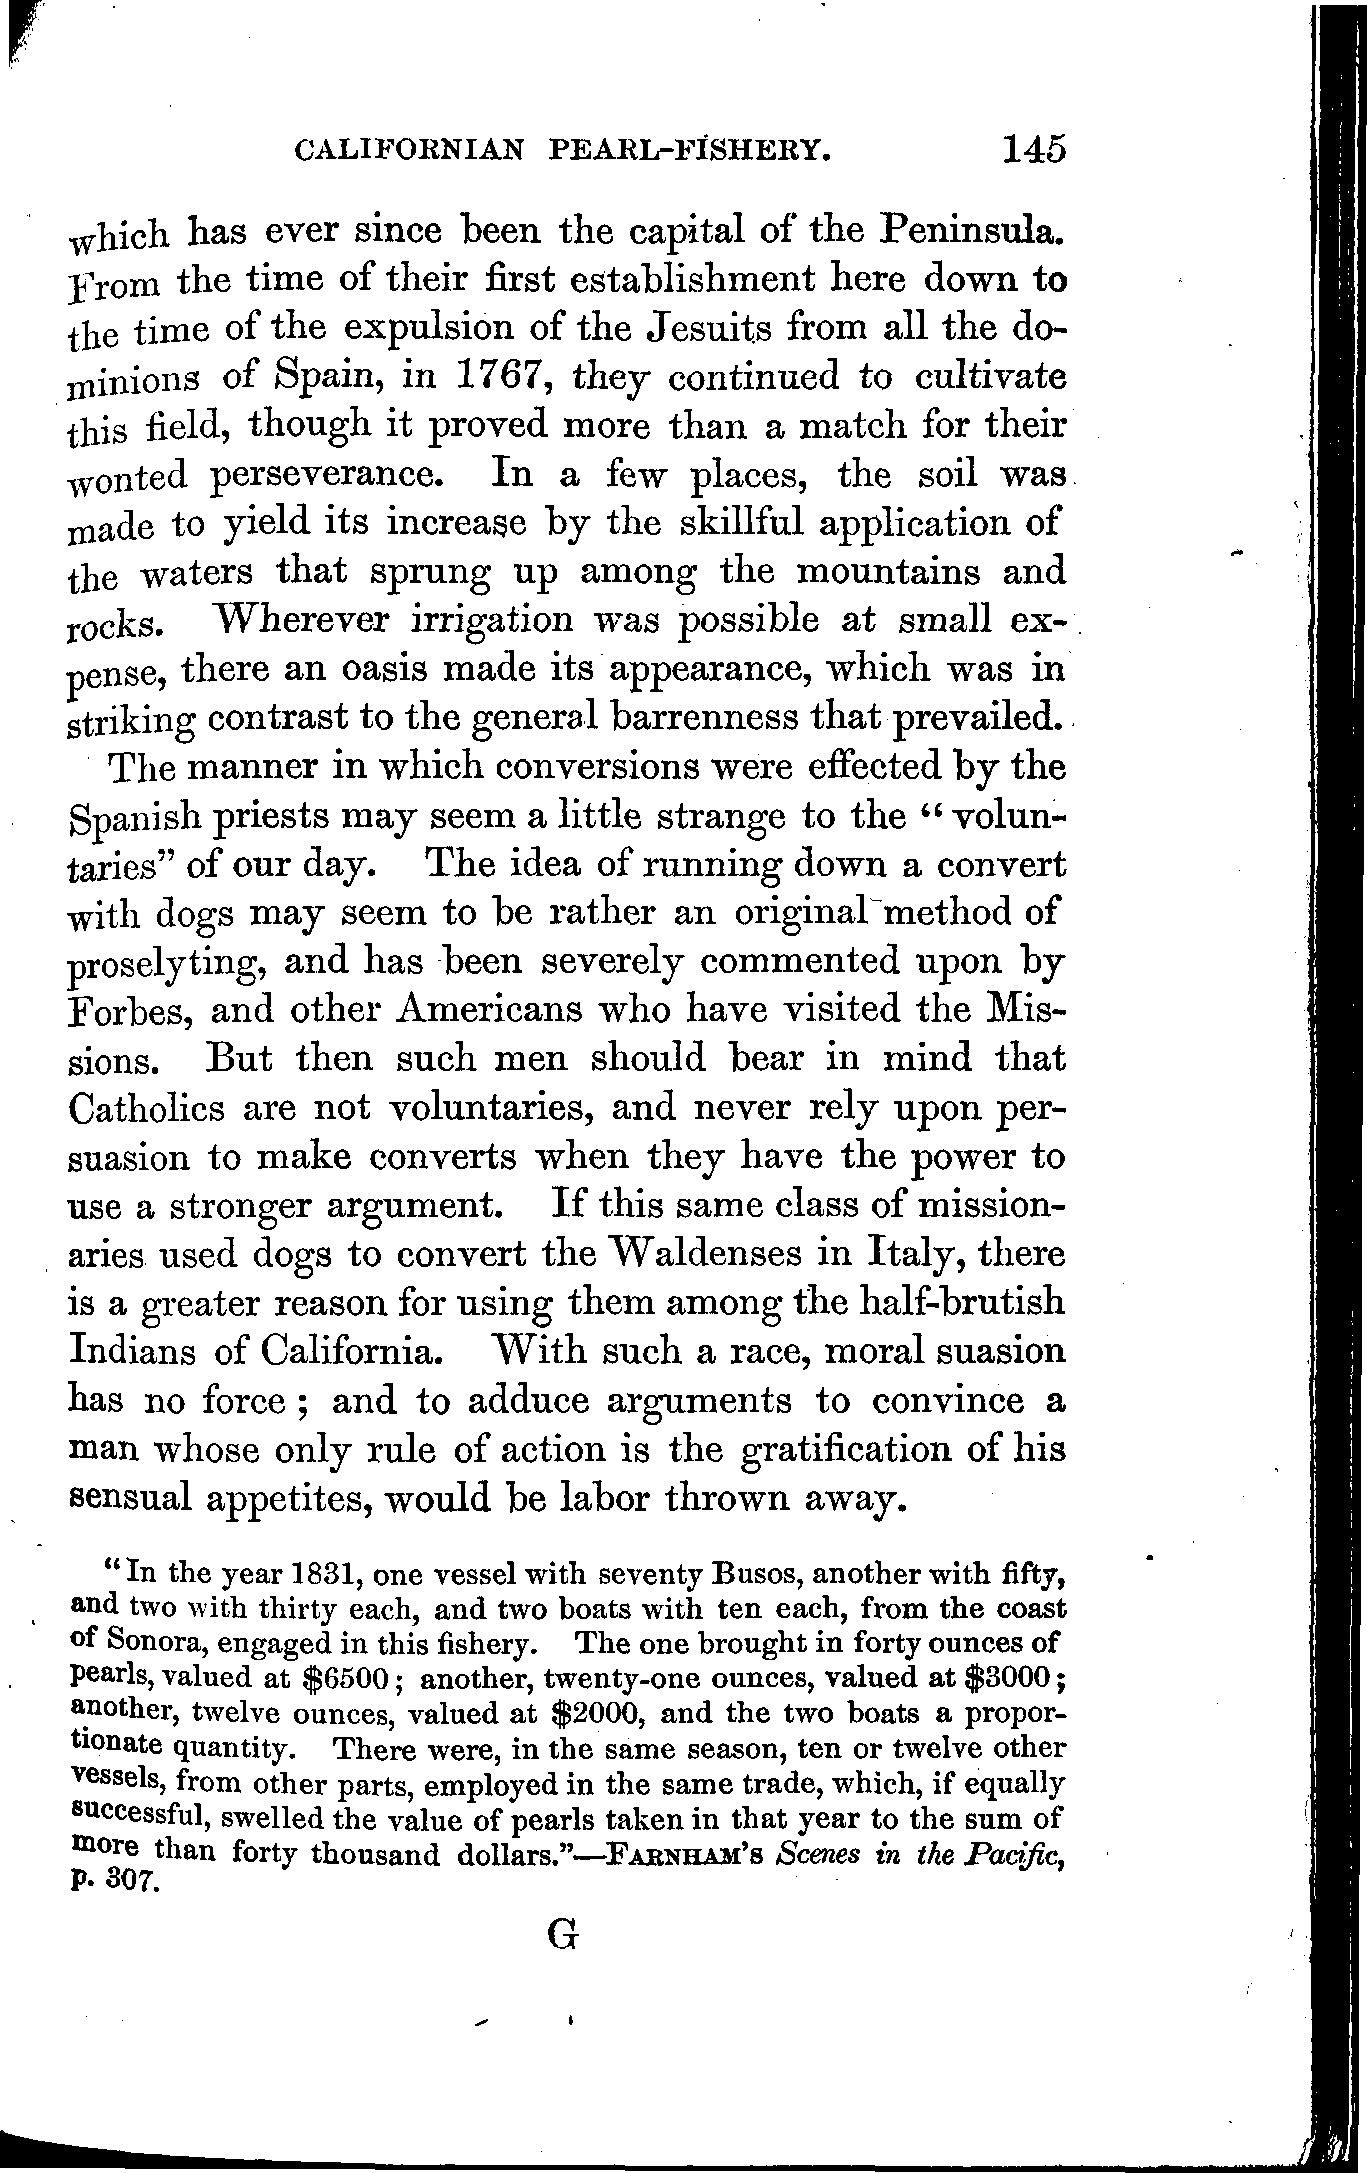 CALIFORNIAN PEARL-FISHERY. 145
which has ever since been the capital of the Peninsula.
From the time of their first establishment here down to
the time of the expulsion of the Jesuits from all the do-
minions of Spain, in 1767, they continued to cultivate
this field, though it proved more than a match for their
wonted perseverance. In a few places, the soil was
made to yield its increase by the skillful application of
the waters that sprung up among the mountains and
rocks. Wherever irrigation was possible at small ex-
pense, there an oasis made its appearance, which was in
striking contrast to the general barrenness that prevailed.
The manner in which conversions were effected by the
Spanish priests may seem a little strange to the “volun-
taries” of our day. The idea of running down a convert
with dogs may seem to be rather an original method of
proselyting, and has been severely commented upon by
Forbes, and other Americans who have visited the Mis-
sions. But then such men should bear in mind that
Catholics are not voluntaries, and never rely upon per-
suasion to make converts when they have the power to
use a stronger argument. If this same class of mission-
aries used dogs to convert the Waldenses in Italy, there
is a greater reason for using them among the half-brutish
Indians of California. With such a race, moral suasion
has no force; and to adduce arguments to convince a
man whose only rule of action is the gratification of his
sensual appetites, would be labor thrown away.
“In the year 1831, one vessel with seventy Busos, another with fifty,
and two with thirty each, and two boats with ten each, from the coast
of Sonora, engaged in this fishery. The one brought in forty ounces of
pearls, valued at $6500; another, twenty-one ounces, valued at $3000;
another, twelve ounces, valued at $2000, and the two boats a propor-
tionate quantity. There were, in the same season, ten or twelve other
vessels, from other parts, employed in the same trade, which, if equally
successful, swelled the value of pearls taken in that year to the sum of
more than forty thousand dollars.”—FARNHAM'S Scenes in the Pacific,
p. 307.
G